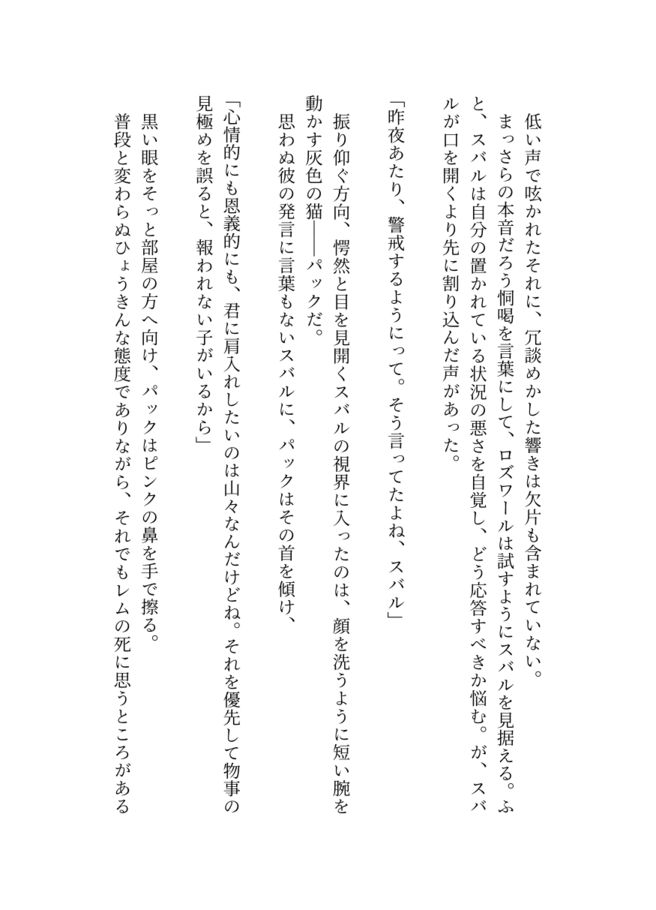 低い声で呟かれたそれに、冗談めかした響きは欠片も含まれていない。
まっさらの本音だろう恫喝を言葉にして、ロズワールは試すようにスバルを見据える。ふ
と、スバルは自分の置かれている状況の悪さを自覚し、どう応答すべきか悩む。が、スバ
ルが口を開くより先に割り込んだ声があった。
「昨夜あたり、警戒するようにって。そう言ってたよね、スバル」
振り仰ぐ方向、愕然と目を見開くスバルの視界に入ったのは、顔を洗うように短い腕を
動かす灰色の猫――パックだ。
思わぬ彼の発言に言葉もないスバルに、パックはその首を傾け、
「心情的にも恩義的にも、君に肩入れしたいのは山々なんだけどね。それを優先して物事の
見極めを誤ると、報われない子がいるから」
黒い眼をそっと部屋の方へ向け、パックはピンクの鼻を手で擦る。
普段と変わらぬひょうきんな態度でありながら、それでもレムの死に思うところがある